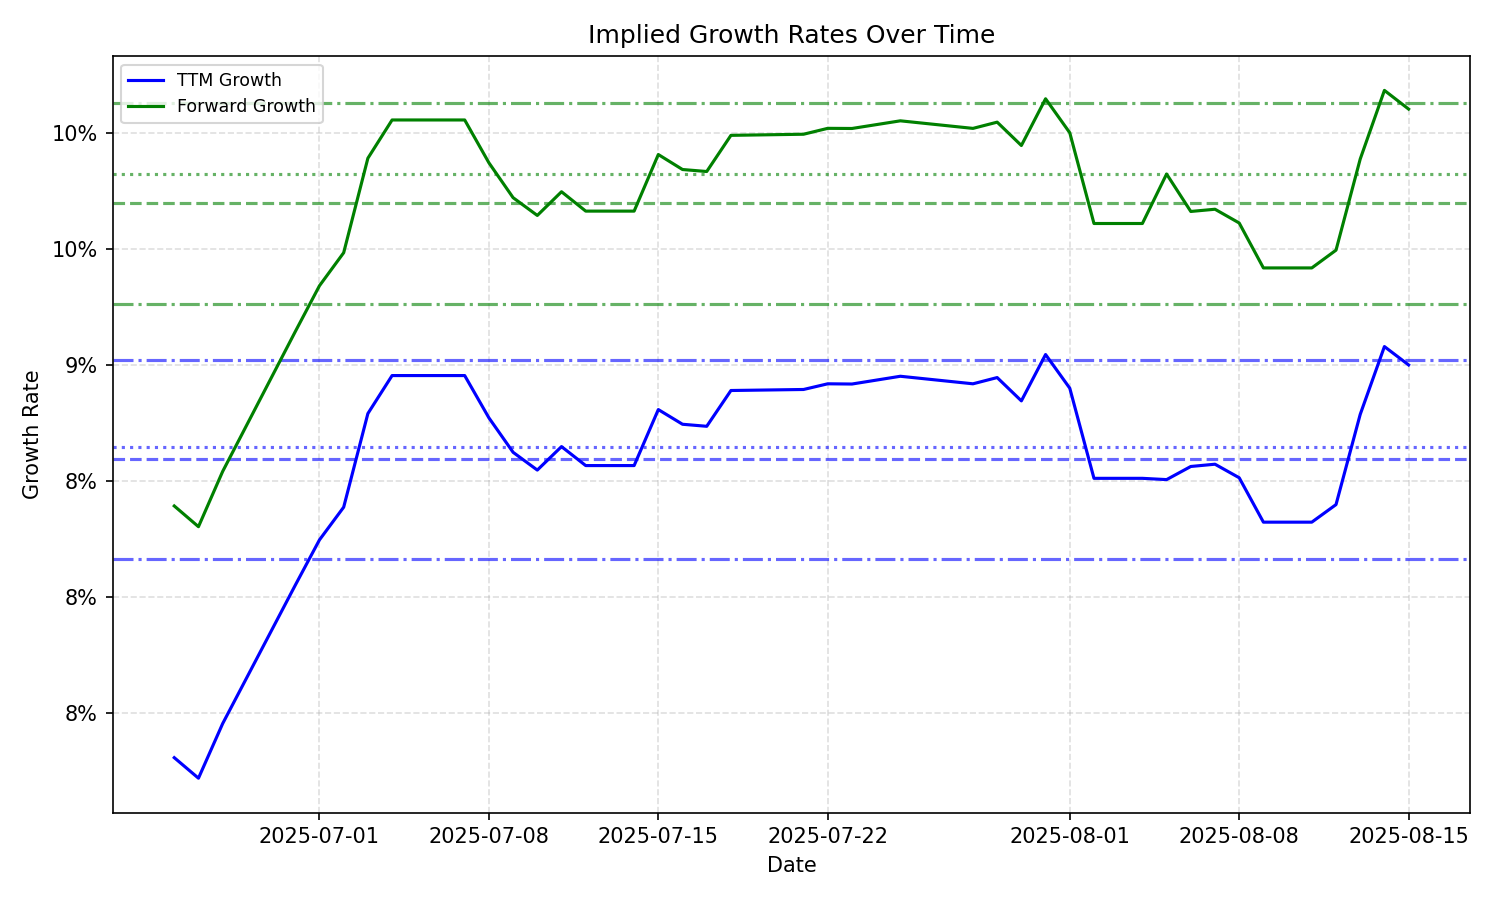 Implied Growth Rates Over Time
TTM Growth
Forward Growth
10%
10%
9%
8%
8%
8%
Growth Rate
2025-07-01
2025-07-08
2025-07-15
2025-07-22
2025-08-01
2025-08-08
2025-08-15
Date